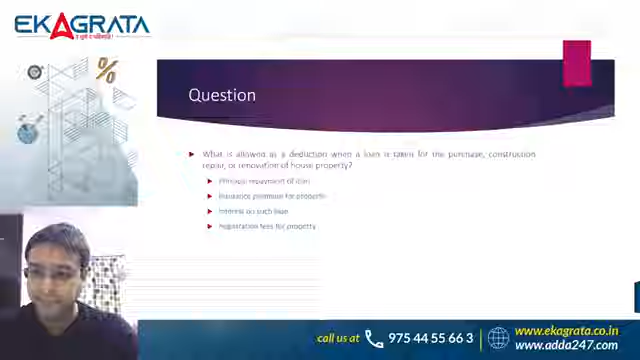 EKAGRATA
%
Question
What is allowed as a deduction when a loan is taken for the purchase, construction
repair, or renovation of house property?
Principal repayment of loan
Insurance premium for property
Interest on such loan
Registration fees for property
call us at 975 44 55 66 3
www.ekagrata.co.in
www.adda247.com